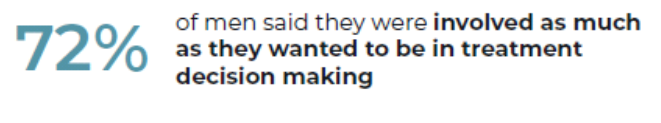 72%
of men said they were involved as much
as they wanted to be in treatment
decision making